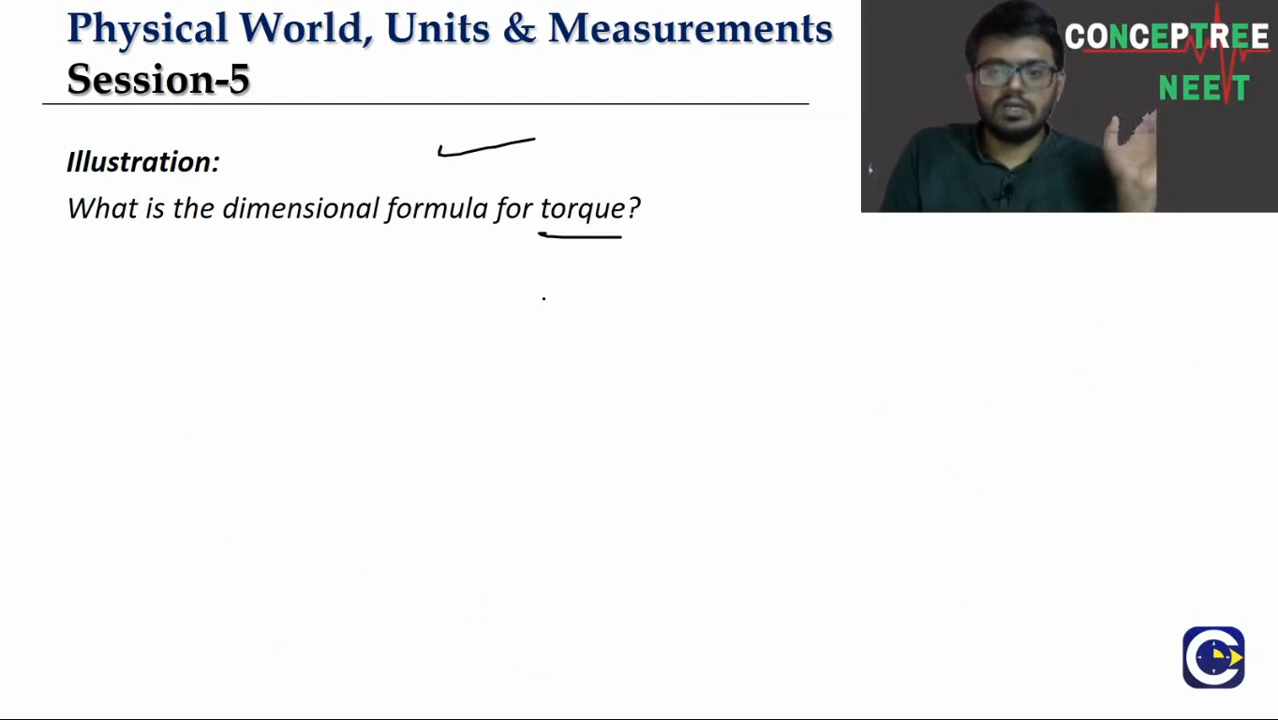 Physical World, Units & Measurements
Session-5
CONCEPTREE
NEET
Illustration:
What is the dimensional formula for torque?